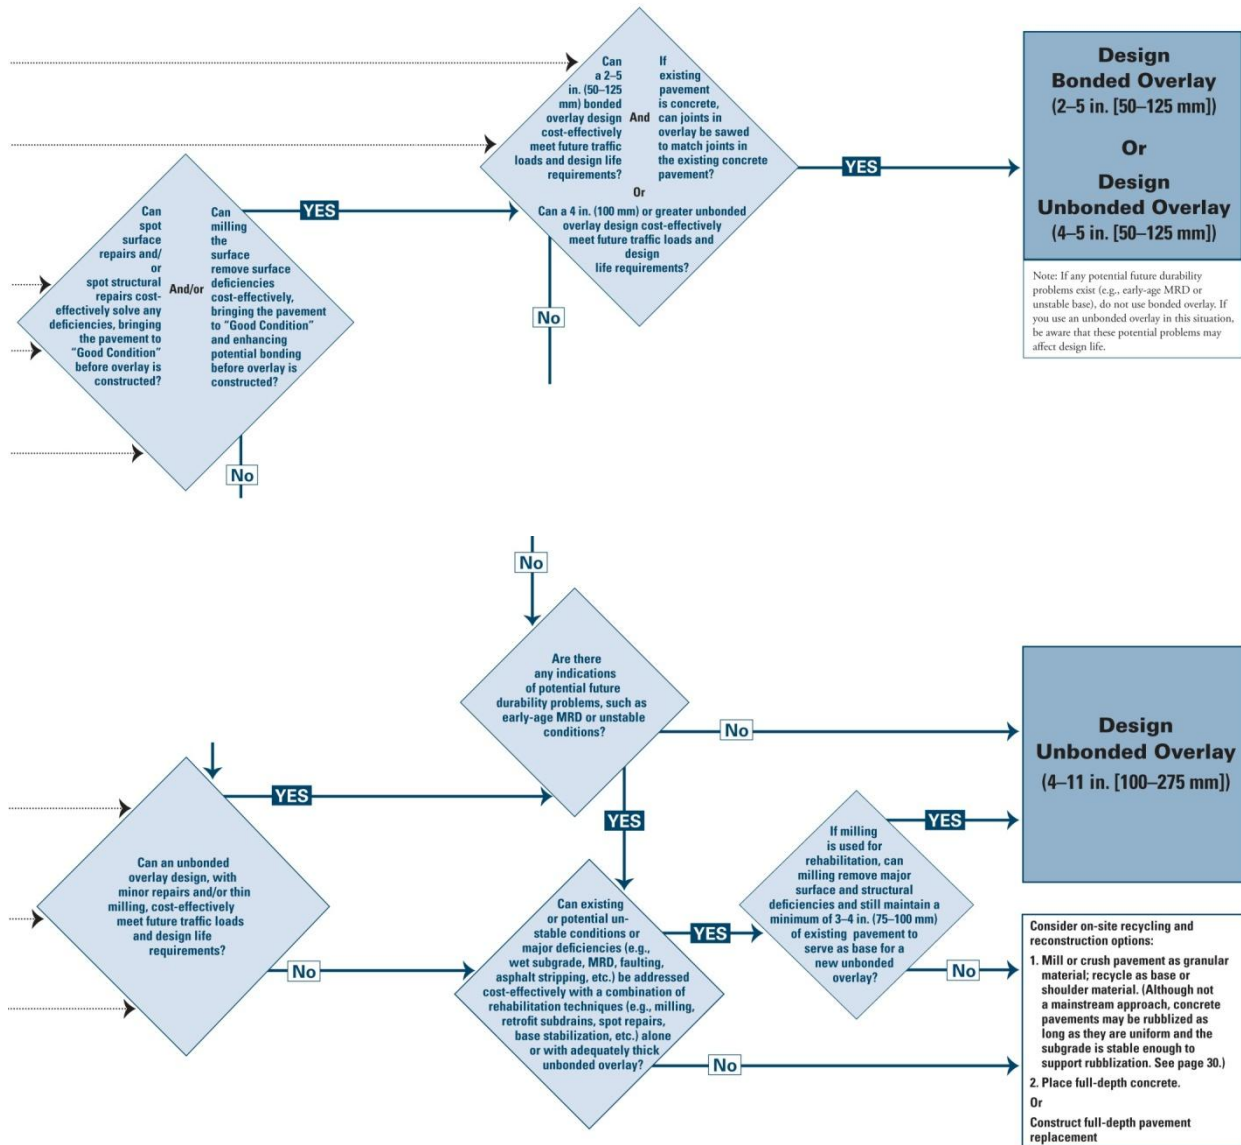 Can
a 2–5
in. (50–125
mm) bonded
overlay design
cost-effectively
meet future traffic
loads and design life
requirements?
And
If
existing
pavement
is concrete,
can joints in
overlay be sawed
to match joints in
the existing concrete
pavement?
Or
Can a 4 in. (100 mm) or greater unbonded
overlay design cost-effectively
meet future traffic loads and
design
life requirements?
YES
No
Design
Bonded Overlay
(2–5 in. [50–125 mm])
Or
Design
Unbonded Overlay
(4–5 in. [50–125 mm])
Note: If any potential future durability
problems exist (e.g., early-age MRD or
unstable base), do not use bonded overlay. If
you use an unbonded overlay in this situation,
be aware that these potential problems may
affect design life.
Can
spot
surface
repairs and/
or
spot structural
repairs cost-
effectively solve any
deficiencies, bringing
the pavement to
“Good Condition”
before overlay is
constructed?
And/or
Can
milling
the
surface
remove surface
deficiencies
cost-effectively,
bringing the pavement
to “Good Condition”
and enhancing
potential bonding
before overlay is
constructed?
YES
No
No
Are there
any indications
of potential future
durability problems, such as
early-age MRD or unstable
conditions?
No
YES
Design
Unbonded Overlay
(4–11 in. [100–275 mm])
Can an unbonded
overlay design, with
minor repairs and/or thin
milling, cost-effectively
meet future traffic loads
and design life
requirements?
YES
No
Can existing
or potential un-
stable conditions or
major deficiencies (e.g.,
wet subgrade, MRD, faulting,
asphalt stripping, etc.) be addressed
cost-effectively with a combination of
rehabilitation techniques (e.g., milling,
retrofit subdrains, spot repairs,
base stabilization, etc.) alone
or with adequately thick
unbonded overlay?
YES
No
If milling
is used for
rehabilitation, can
milling remove major
surface and structural
deficiencies and still maintain a
minimum of 3–4 in. (75–100 mm)
of existing pavement to
serve as base for a
new unbonded
overlay?
YES
No
Consider on-site recycling and
reconstruction options:
1. Mill or crush pavement as granular
material; recycle as base or
shoulder material. (Although not
a mainstream approach, concrete
pavements may be rubblized as
long as they are uniform and the
subgrade is stable enough to
support rubblization. See page 30.)
2. Place full-depth concrete.
Or
Construct full-depth pavement
replacement